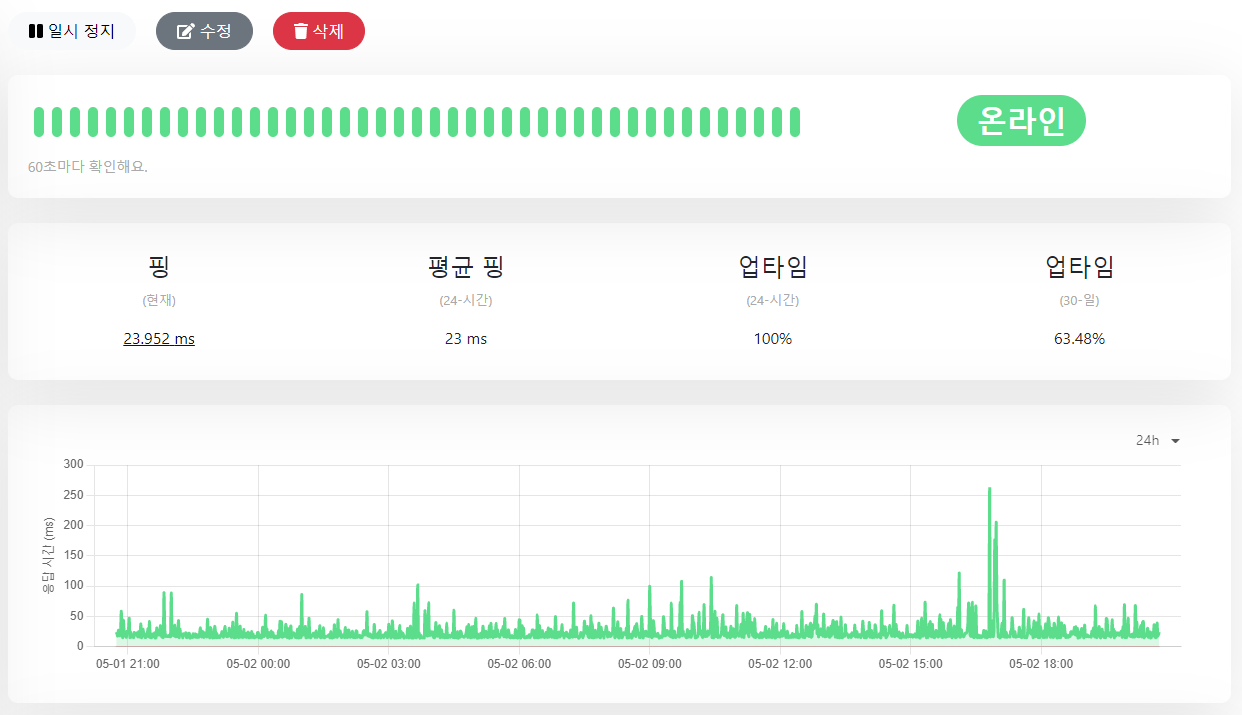 일시 정지 수정 삭제
온라인
60초마다 확인해요.
핑 평균 핑 업타임 업타임
(현재) (24-시간) (24-시간) (30-일)
23.952 ms 23 ms 100% 63.48%
24h
300
250
200
150
100
50
0
응답 시간 (ms)
05-01 21:00 05-02 00:00 05-02 03:00 05-02 06:00 05-02 09:00 05-02 12:00 05-02 15:00 05-02 18:00